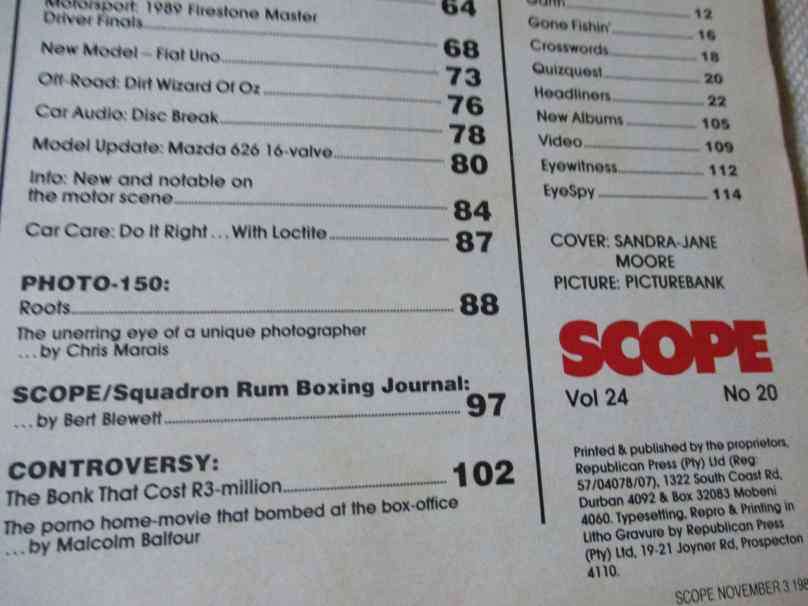 Motorsport: 1989 Firestone Master
Driver Finals 64
New Model – Fiat Uno 68
Off-Road: Dirt Wizard Of Oz 73
Car Audio: Disc Break 76
Model Update: Mazda 626 16-valve 78
80
Info: New and notable on
the motor scene 84
Car Care: Do It Right ... With Loctite 87
PHOTO-150:
Roots 88
The unerring eye of a unique photographer
... by Chris Marais
SCOPE/Squadron Rum Boxing Journal:
... by Bert Blewett 97
CONTROVERSY:
The Bonk That Cost R3-million 102
The porno home-movie that bombed at the box-office
... by Malcolm Balfour
12
Gone Fishin' 16
Crosswords 18
Quizquest 20
Headliners 22
New Albums 105
Video 109
Eyewitness 112
EyeSpy 114
COVER: SANDRA-JANE
MOORE
PICTURE: PICTUREBANK
SCOPE
Vol 24 No 20
Printed & published by the proprietors,
Republican Press (Pty) Ltd (Reg:
57/04078/07), 1322 South Coast Rd,
Durban 4092 & Box 32083 Mobeni
4060. Typesetting, Repro & Printing in
Litho Gravure by Republican Press
(Pty) Ltd, 19-21 Joyner Rd, Prospecton
4110.
SCOPE NOVEMBER 3 198